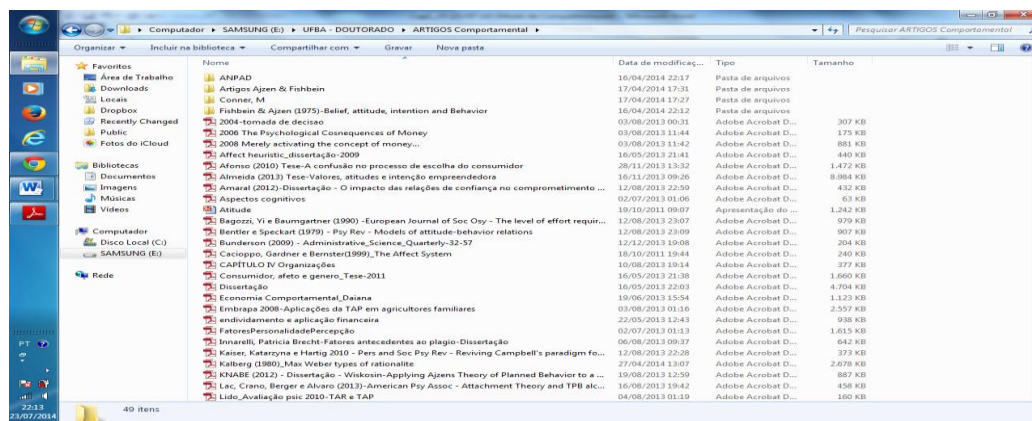 Computador ▸ SAMSUNG (E:) ▸ UFBA - DOUTORADO ▸ ARTIGOS Comportamental ▸
Pesquisar ARTIGOS Comportamental
Organizar Incluir na biblioteca Compartilhar com Gravar Nova pasta
Nome Data de modificaç... Tipo Tamanho
Favoritos
Área de Trabalho
Downloads
Locais
Dropbox
Recently Changed
Public
Fotos do iCloud
Bibliotecas
Documentos
Imagens
Músicas
Vídeos
Computador
Disco Local (C:)
SAMSUNG (E:)
Rede
ANPAD 16/04/2014 22:17 Pasta de arquivos
Artigos Ajzen & Fishbein 17/04/2014 17:31 Pasta de arquivos
Conner, M 17/04/2014 17:27 Pasta de arquivos
Fishbein & Ajzen (1975)-Belief, attitude, intention and Behavior 16/04/2014 22:12 Pasta de arquivos
2004-tomada de decisao 03/08/2013 00:31 Adobe Acrobat D... 307 KB
2006 The Psychological Cosnequences of Money 03/08/2013 11:44 Adobe Acrobat D... 175 KB
2008 Merely activating the concept of money... 03/08/2013 11:42 Adobe Acrobat D... 881 KB
Affect heuristic_dissertação-2009 16/05/2013 21:41 Adobe Acrobat D... 440 KB
Afonso (2010) Tese-A confusão no processo de escolha do consumidor 28/11/2013 13:32 Adobe Acrobat D... 1.472 KB
Almeida (2013) Tese-Valores, atitudes e intenção empreendedora 16/11/2013 09:26 Adobe Acrobat D... 8.984 KB
Amaral (2012)-Dissertação - O impacto das relações de confiança no comprometimento ... 12/08/2013 22:59 Adobe Acrobat D... 432 KB
Aspectos cognitivos 02/07/2013 01:06 Adobe Acrobat D... 63 KB
Atitude 19/10/2011 09:07 Apresentação do ... 1.242 KB
Bagozzi, Yi e Baumgartner (1990) -European Journal of Soc Osy - The level of effort requir... 12/08/2013 23:07 Adobe Acrobat D... 979 KB
Bentler e Speckart (1979) - Psy Rev - Models of attitude-behavior relations 12/08/2013 23:09 Adobe Acrobat D... 907 KB
Bunderson (2009) - Administrative_Science_Quarterly-32-57 12/12/2013 19:08 Adobe Acrobat D... 204 KB
Cacioppo, Gardner e Bernster(1999)_The Affect System 18/10/2011 19:44 Adobe Acrobat D... 240 KB
CAPÍTULO IV Organizações 10/08/2013 19:14 Adobe Acrobat D... 377 KB
Consumidor, afeto e genero_Tese-2011 16/05/2013 21:38 Adobe Acrobat D... 1.660 KB
Dissertação 16/05/2013 22:03 Adobe Acrobat D... 4.704 KB
Economia Comportamental_Daiana 19/06/2013 15:54 Adobe Acrobat D... 1.123 KB
Embrapa 2008-Aplicações da TAP em agricultores familiares 03/08/2013 01:16 Adobe Acrobat D... 2.557 KB
endividamento e aplicação financeira 22/05/2013 12:43 Adobe Acrobat D... 938 KB
FatoresPersonalidadePercepção 02/07/2013 01:13 Adobe Acrobat D... 1.615 KB
Innarelli, Patricia Brecht-Fatores antecedentes ao plagio-Dissertação 06/08/2013 09:37 Adobe Acrobat D... 642 KB
Kaiser, Katarzyna e Hartig 2010 - Pers and Soc Psy Rev - Reviving Campbell's paradigm fo... 12/08/2013 22:28 Adobe Acrobat D... 373 KB
Kalberg (1980)_Max Weber types of rationalite 27/04/2014 13:07 Adobe Acrobat D... 2.678 KB
KNABE (2012) - Dissertação - Wiskosin-Applying Ajzens Theory of Planned Behavior to a ... 19/08/2013 12:59 Adobe Acrobat D... 887 KB
Lac, Crano, Berger e Alvaro (2013)-American Psy Assoc - Attachment Theory and TPB alc... 16/08/2013 19:42 Adobe Acrobat D... 458 KB
Lido_Avaliação psic 2010-TAR e TAP 04/08/2013 01:19 Adobe Acrobat D... 160 KB
49 itens
PT
22:13
23/07/2014